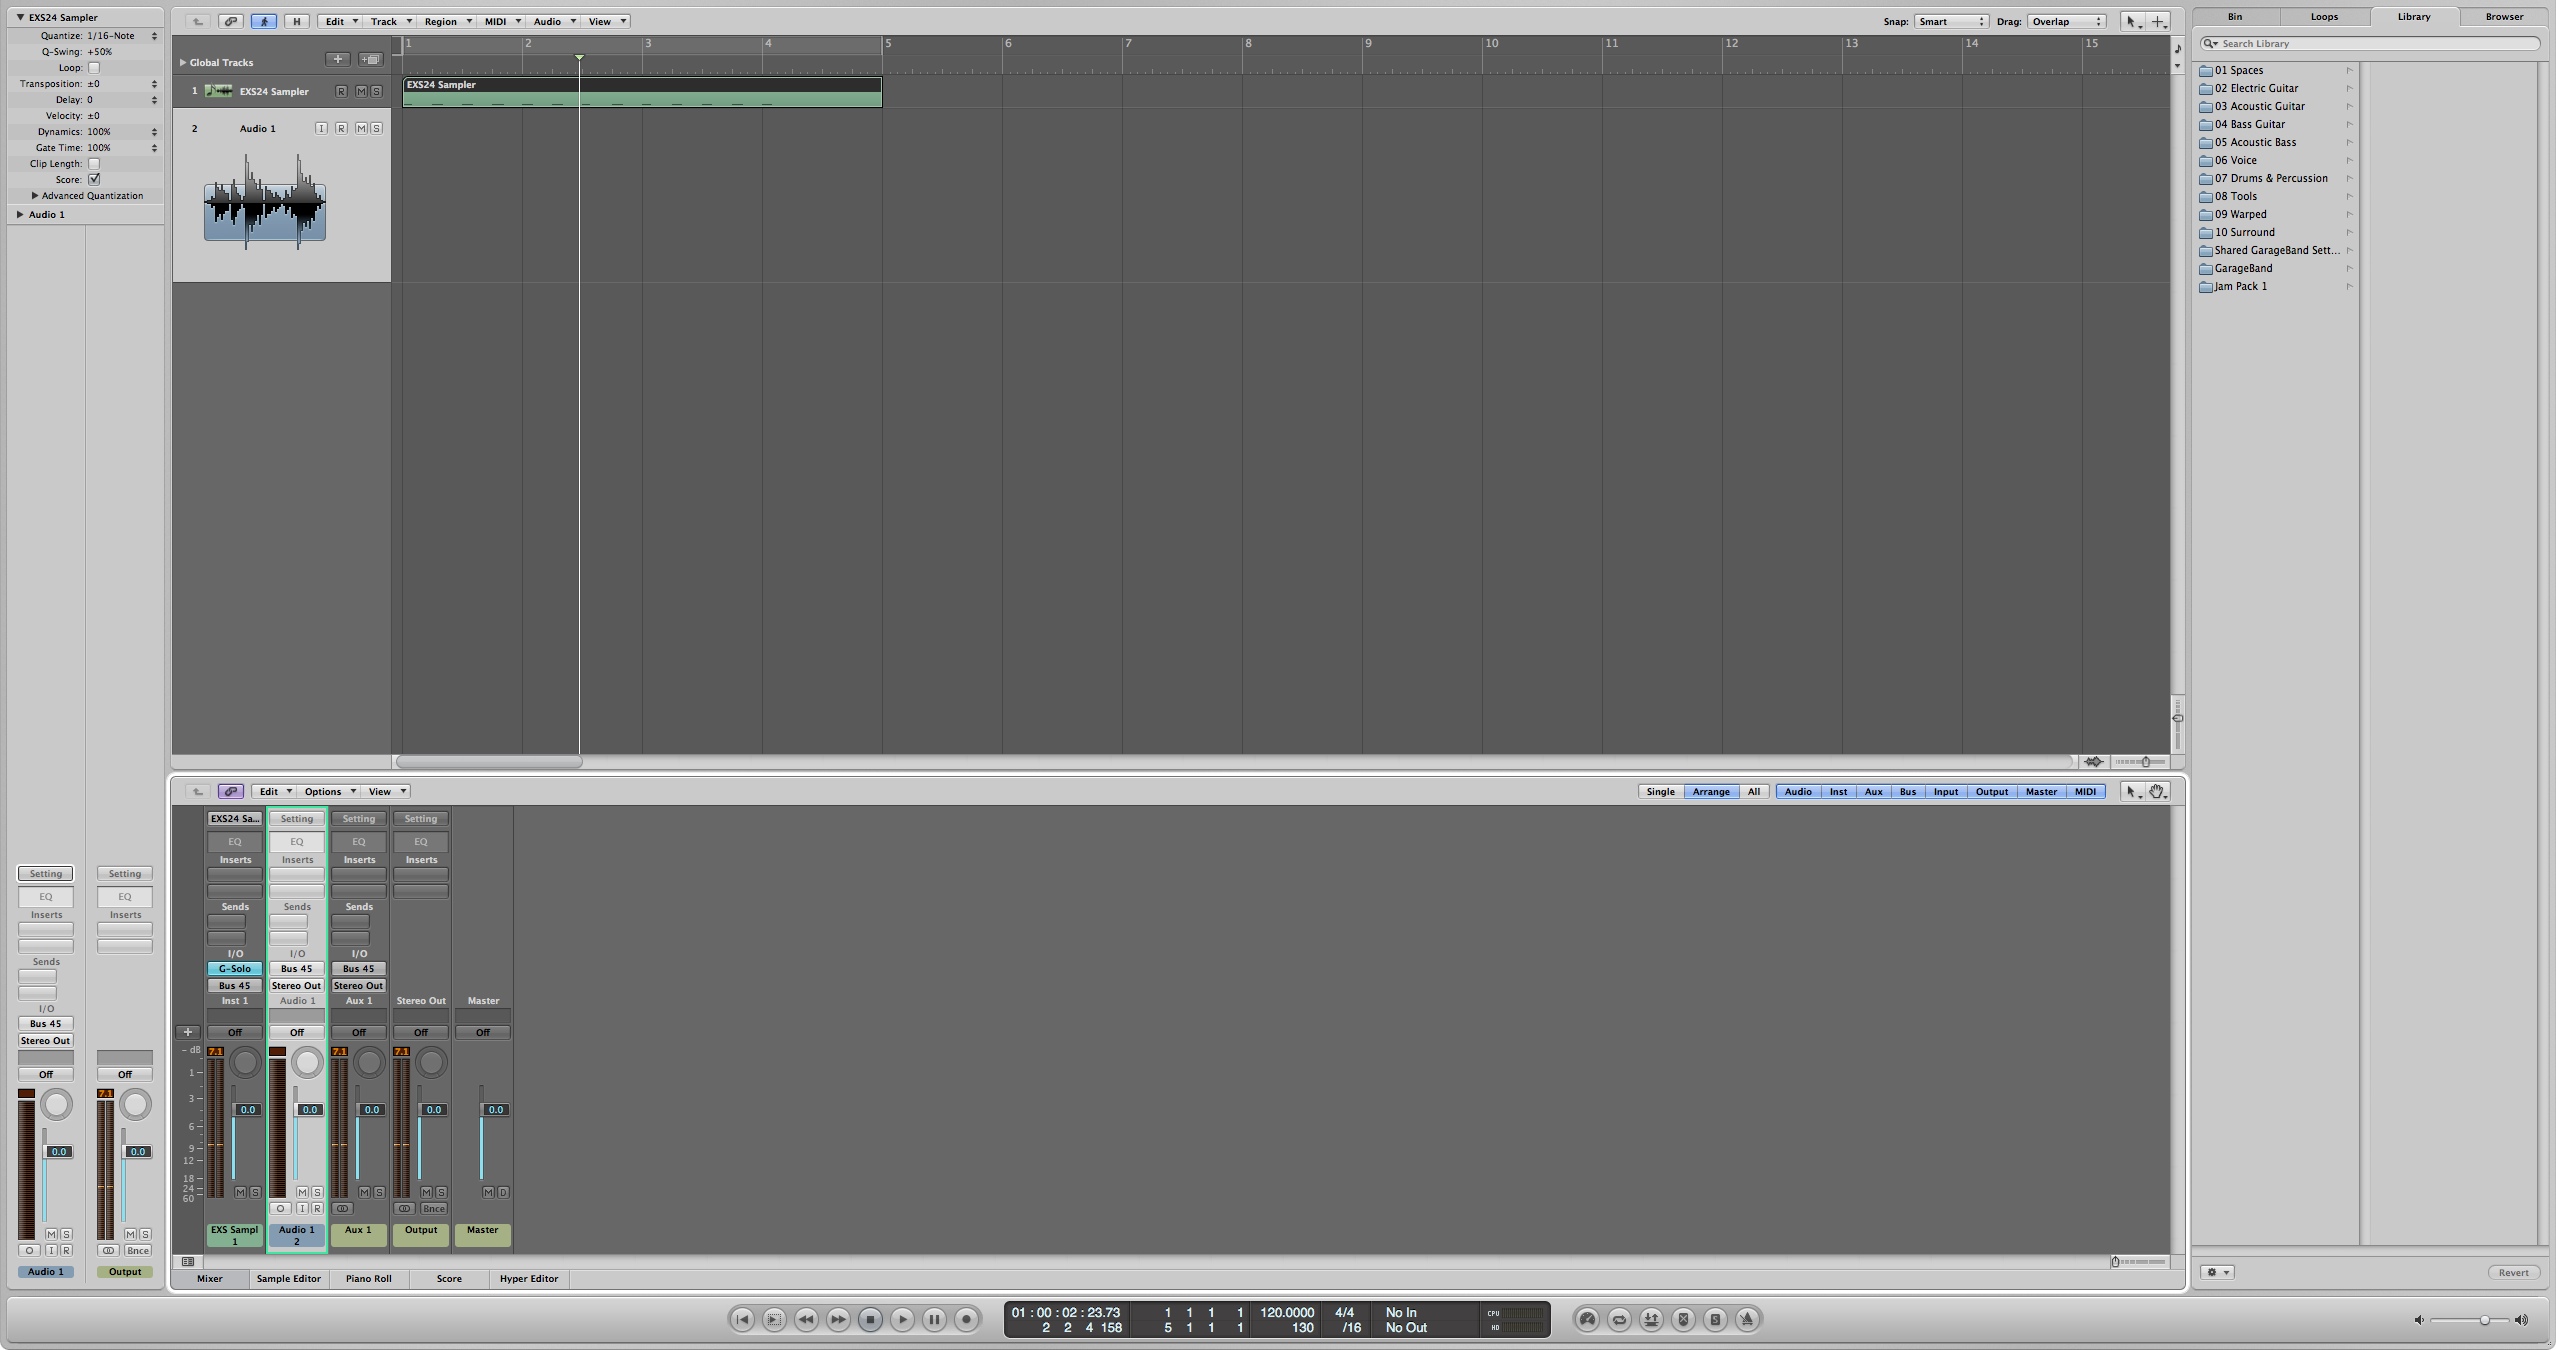 EXS24 Sampler
Quantize: 1/16-Note
Q-Swing: +50%
Loop:
Transposition: ±0
Delay: 0
Velocity: ±0
Dynamics: 100%
Gate Time: 100%
Clip Length:
Score:
Advanced Quantization
Audio 1
H Edit Track Region MIDI Audio View Snap: Smart Drag: Overlap
Global Tracks
1 2 3 4 5 6 7 8 9 10 11 12 13 14 15
1 EXS24 Sampler R M S
EXS24 Sampler
2 Audio 1 I R M S
Bin Loops Library Browser
Search Library
01 Spaces
02 Electric Guitar
03 Acoustic Guitar
04 Bass Guitar
05 Acoustic Bass
06 Voice
07 Drums & Percussion
08 Tools
09 Warped
10 Surround
Shared GarageBand Sett...
GarageBand
Jam Pack 1
Revert
Setting Setting
EQ EQ
Inserts Inserts
Sends
I/O
Bus 45
Stereo Out
Off Off
7.1
0.0 0.0
M S M S
O I R Bnce
Audio 1 Output
Edit Options View Single Arrange All Audio Inst Aux Bus Input Output Master MIDI
EXS24 Sa... Setting Setting Setting
EQ EQ EQ EQ
Inserts Inserts Inserts Inserts
Sends Sends Sends
I/O I/O I/O
G-Solo Bus 45 Bus 45
Bus 45 Stereo Out Stereo Out
Inst 1 Audio 1 Aux 1 Stereo Out Master
Off Off Off Off Off
dB 7.1 7.1 7.1
1
3
0.0 0.0 0.0 0.0 0.0
6
9
12
18
24
60
M S M S M S M S M D
O I R Bnce
EXS Sampl Audio 1 Aux 1 Output Master
1 2
Mixer Sample Editor Piano Roll Score Hyper Editor
01 : 00 : 02 : 23.73 1 1 1 1 120.0000 4/4 No In CPU
2 2 4 158 5 1 1 1 130 /16 No Out HD
S